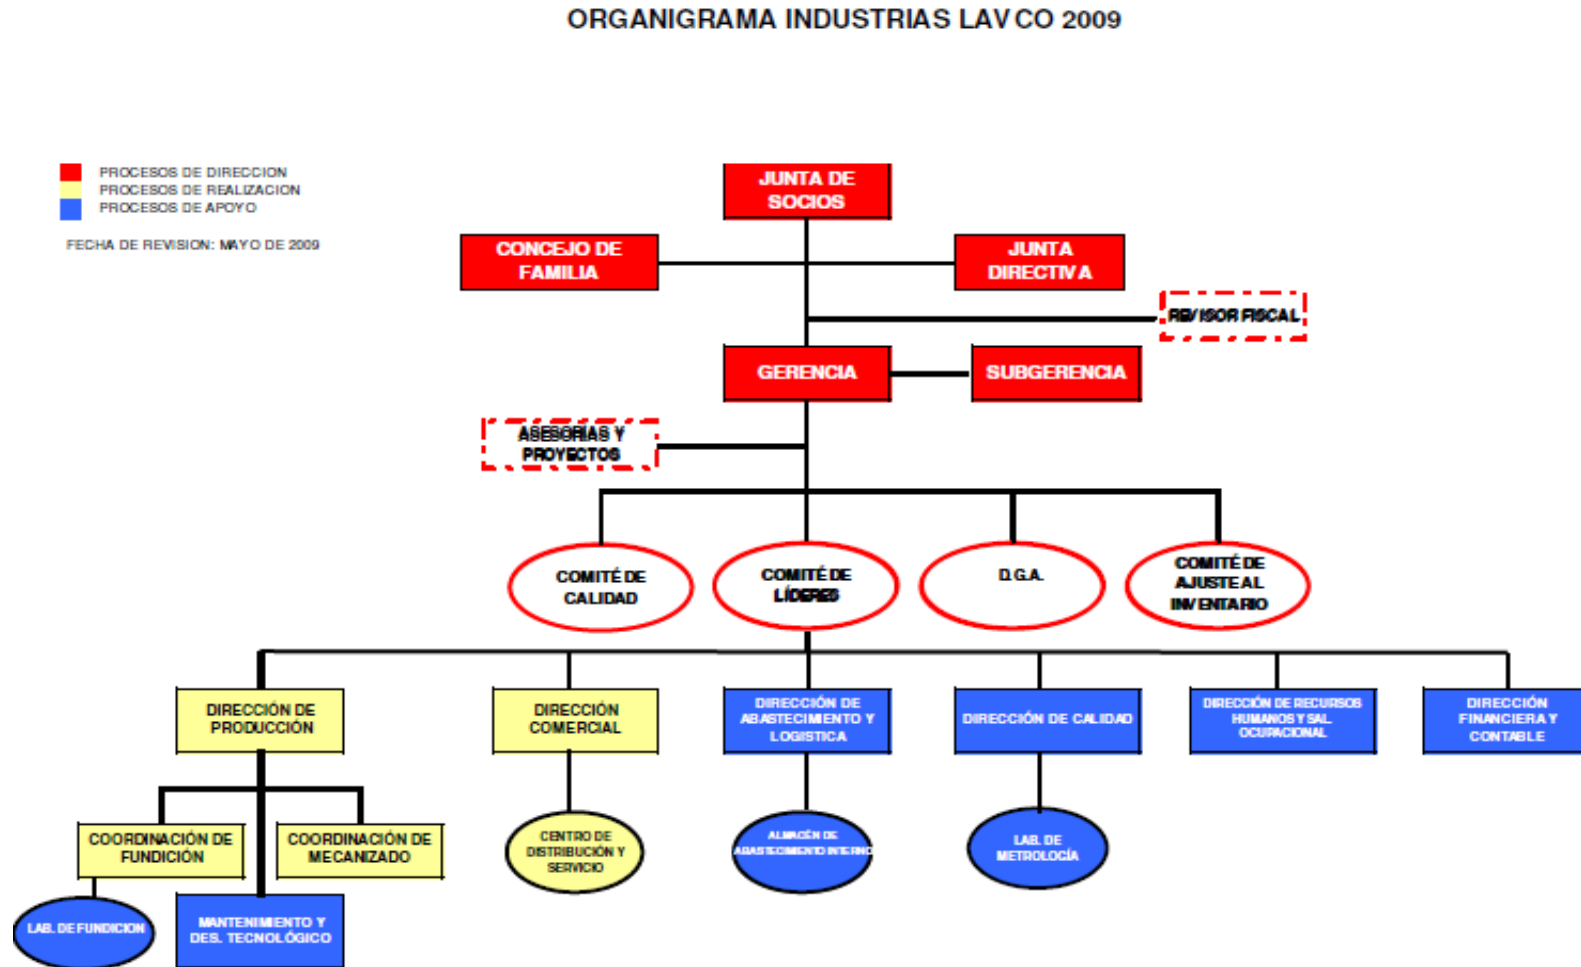 ORGANIGRAMA INDUSTRIAS LAVCO 2009
PROCESOS DE DIRECCION
PROCESOS DE REALIZACION
PROCESOS DE APOYO
FECHA DE REVISION: MAYO DE 2009
JUNTA DE
SOCIOS
CONCEJO DE
FAMILIA
JUNTA
DIRECTIVA
REVISOR FISCAL
GERENCIA
SUBGERENCIA
ASESORIAS Y
PROYECTOS
COMITÉ DE
CALIDAD
COMITÉ DE
LÍDERES
D.G.A.
COMITÉ DE
AJUSTE AL
INVENTARIO
DIRECCIÓN DE
PRODUCCIÓN
DIRECCIÓN
COMERCIAL
DIRECCIÓN DE
ABASTECIMIENTO Y
LOGISTICA
DIRECCIÓN DE CALIDAD
DIRECCIÓN DE RECURSOS
HUMANOS Y SAL
OCUPACIONAL
DIRECCIÓN
FINANCIERA Y
CONTABLE
COORDINACIÓN DE
FUNDICIÓN
COORDINACIÓN DE
MECANIZADO
CENTRO DE
DISTRIBUCIÓN Y
SERVICIO
ALMACÉN DE
ABASTECIMIENTO INTERNO
LAB. DE
METROLOGÍA
LAB. DE FUNDICION
MANTENIMIENTO Y
DES. TECNOLÓGICO